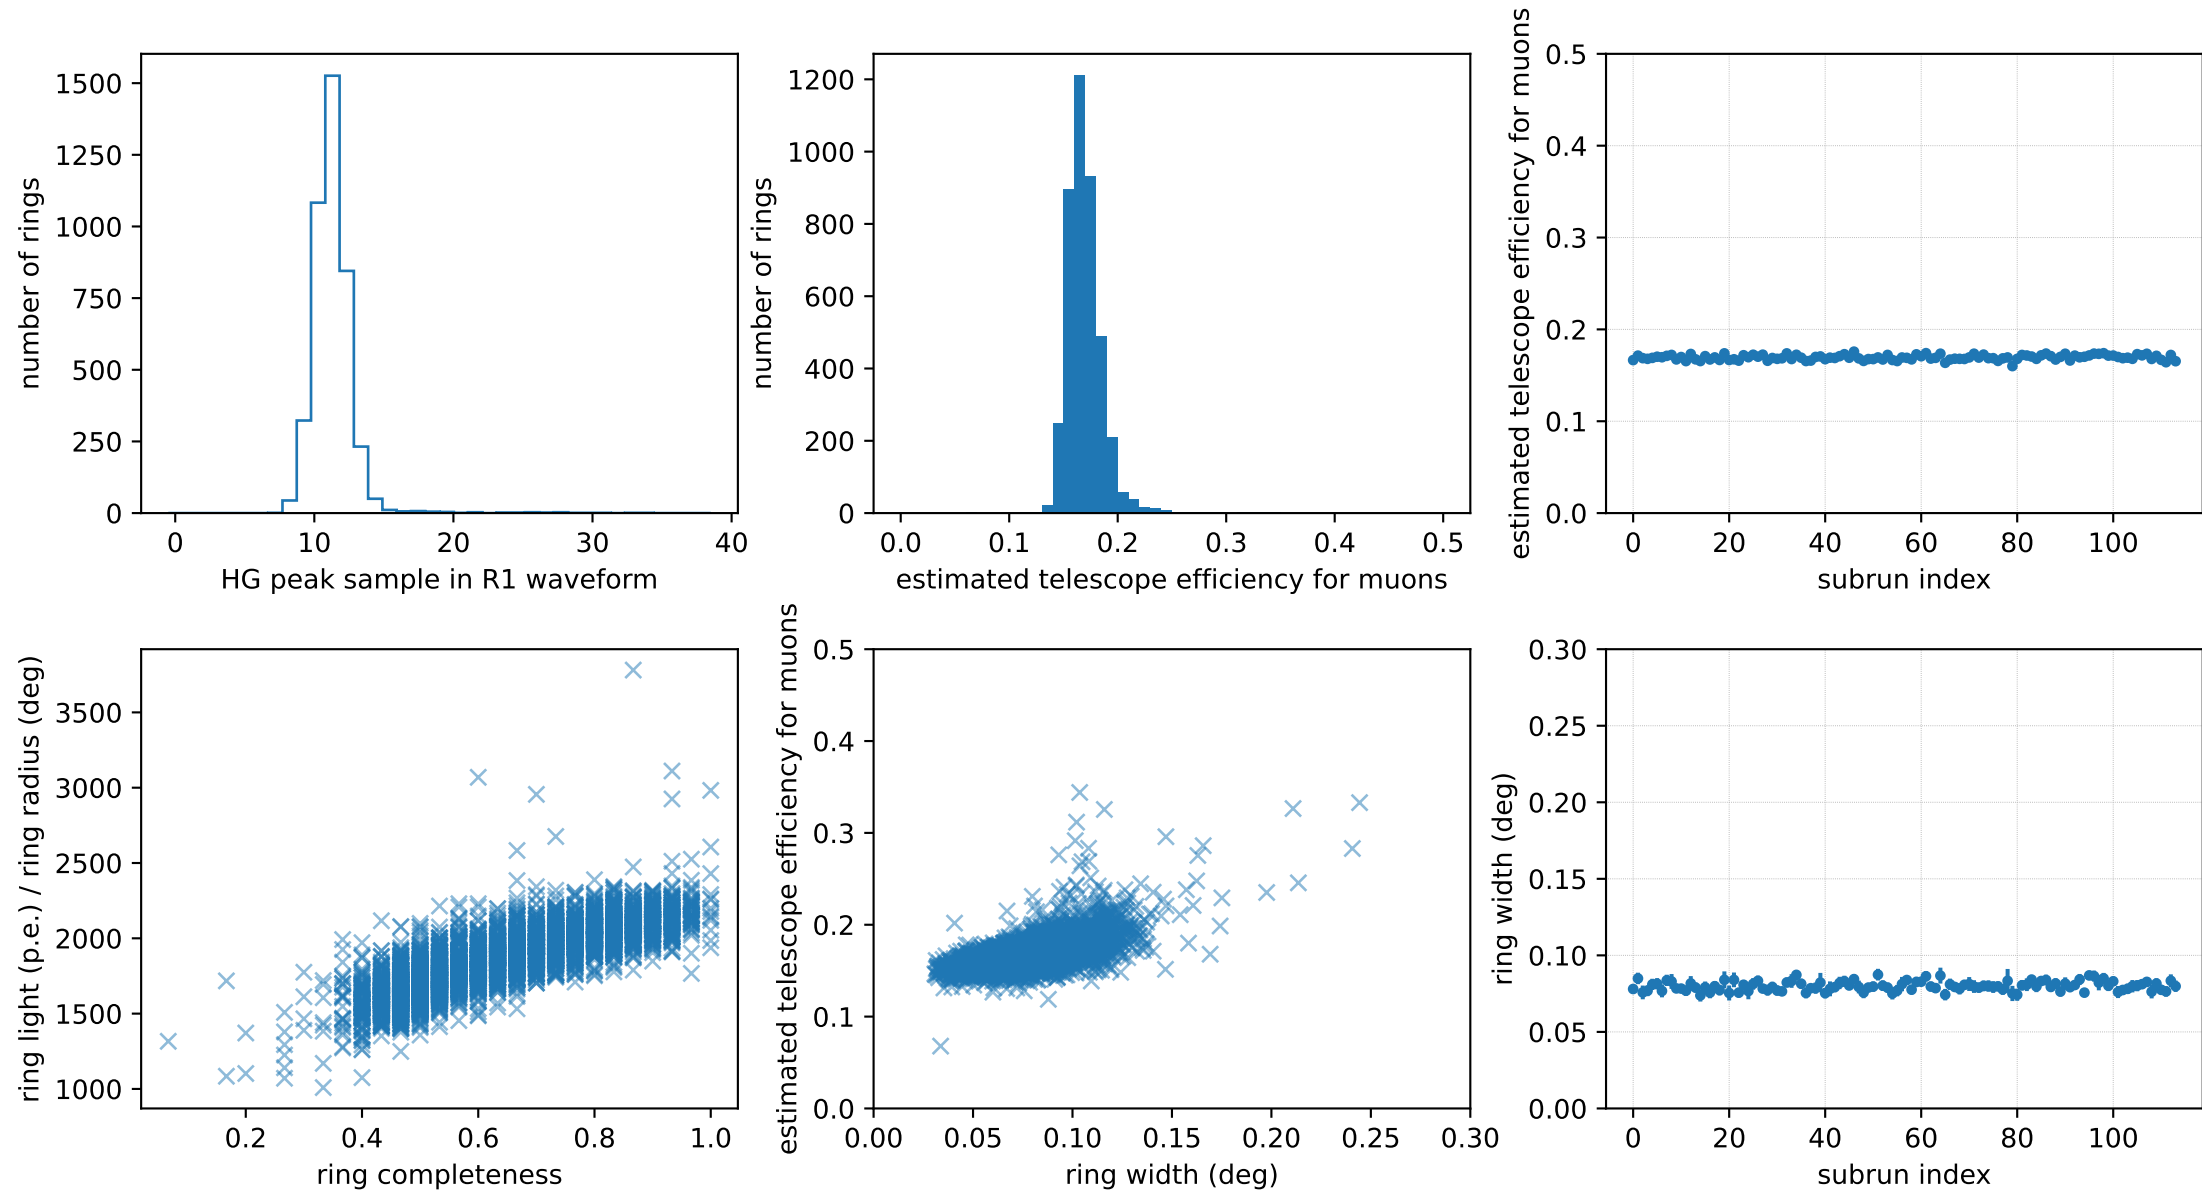 number of rings
1500
1250
1000
750
500
250
0
0 10 20 30 40
HG peak sample in R1 waveform
number of rings
1200
1000
800
600
400
200
0
0.0 0.1 0.2 0.3 0.4 0.5
estimated telescope efficiency for muons
estimated telescope efficiency for muons
0.5
0.4
0.3
0.2
0.1
0.0
0 20 40 60 80 100
subrun index
ring light (p.e.) / ring radius (deg)
3500
3000
2500
2000
1500
1000
0.2 0.4 0.6 0.8 1.0
ring completeness
estimated telescope efficiency for muons
0.5
0.4
0.3
0.2
0.1
0.0
0.00 0.05 0.10 0.15 0.20 0.25 0.30
ring width (deg)
ring width (deg)
0.30
0.25
0.20
0.15
0.10
0.05
0.00
0 20 40 60 80 100
subrun index